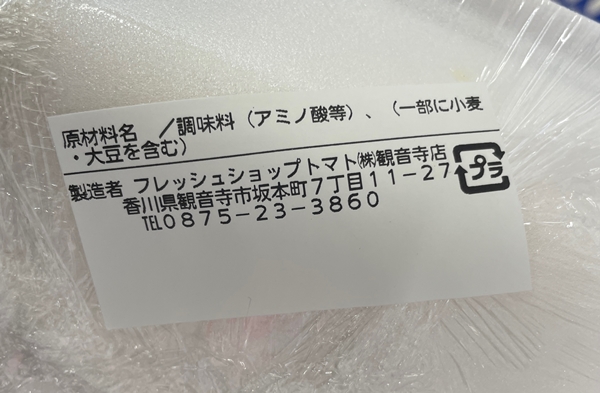 原材料名 /調味料(アミノ酸等)、(一部に小麦
・大豆を含む)
製造者 フレッシュショップトマト㈱観音寺店
香川県観音寺市坂本町7丁目11-27
TEL0875-23-3860
プラ